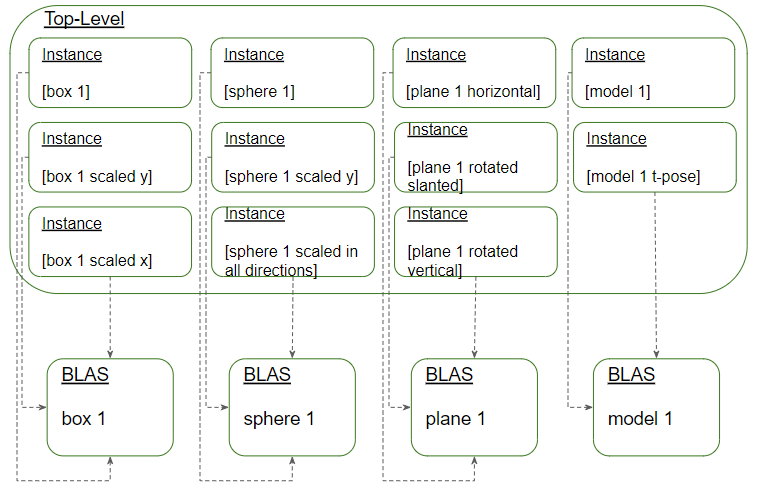 Top-Level
Instance
[box 1]
Instance
[sphere 1]
Instance
[plane 1 horizontal]
Instance
[model 1]
Instance
[box 1 scaled y]
Instance
[sphere 1 scaled y]
Instance
[plane 1 rotated
slanted]
Instance
[model 1 t-pose]
Instance
[box 1 scaled x]
Instance
[sphere 1 scaled in
all directions]
Instance
[plane 1 rotated
vertical]
BLAS
box 1
BLAS
sphere 1
BLAS
plane 1
BLAS
model 1